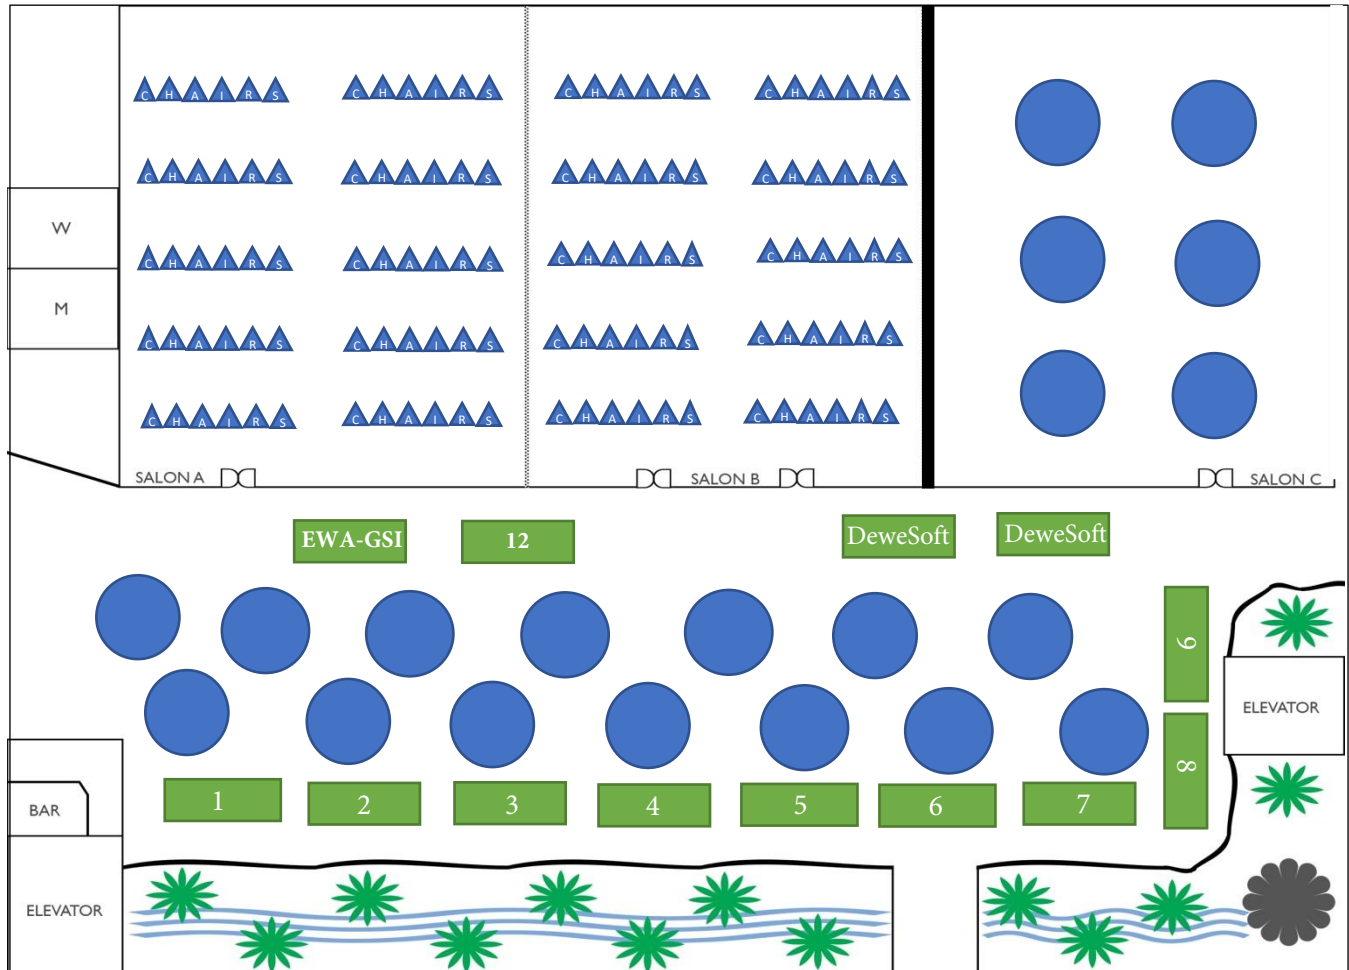 CHAIRS CHAIRS CHAIRS CHAIRS
CHAIRS CHAIRS CHAIRS CHAIRS
W
CHAIRS CHAIRS CHAIRS CHAIRS
M
CHAIRS CHAIRS CHAIRS CHAIRS
CHAIRS CHAIRS CHAIRS CHAIRS
SALON A
SALON B
SALON C
EWA-GSI
12
DeweSoft
DeweSoft
9
ELEVATOR
8
1
2
3
4
5
6
7
BAR
ELEVATOR